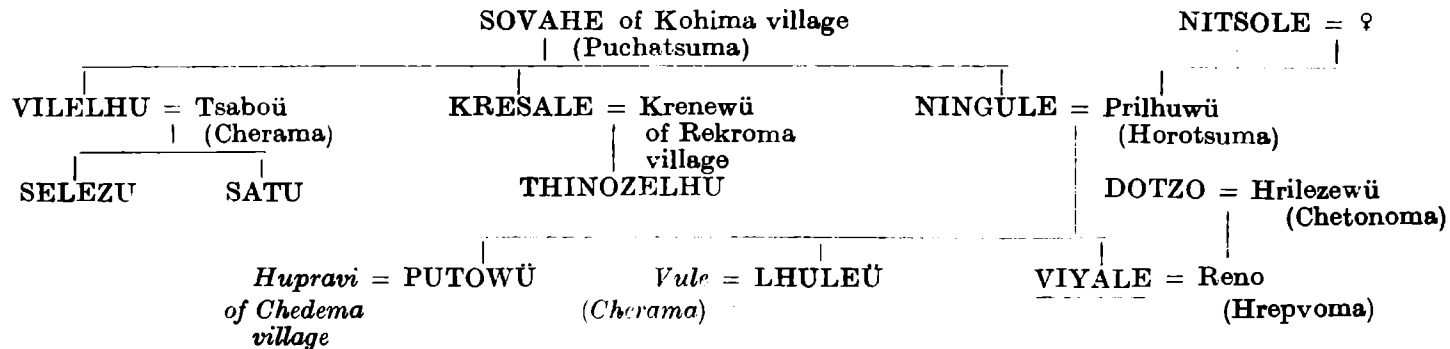 SOVAHE of Kohima village NITSOLE = ♀
(Puchatsuma)
VILELHU = Tsaboü KRESALE = Krenewü NINGULE = Prilhuwü
(Cherama) of Rekroma (Horotsuma)
village
SELEZU SATU THINOZELHU DOTZO = Hrilezewü
(Chetonoma)
Hupravi = PUTOWÜ Vule = LHULEÜ VIYALE = Reno
of Chedema (Cherama) (Hrepvoma)
village